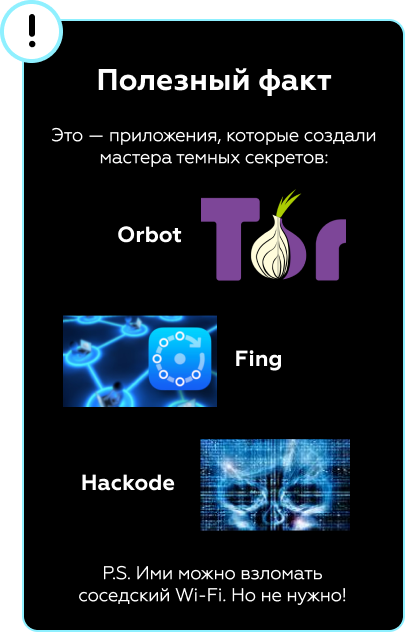 !
Полезный факт
Это — приложения, которые создали
мастера темных секретов:
Orbot
Tor
Fing
Hackode
P.S. Ими можно взломать
соседский Wi-Fi. Но не нужно!